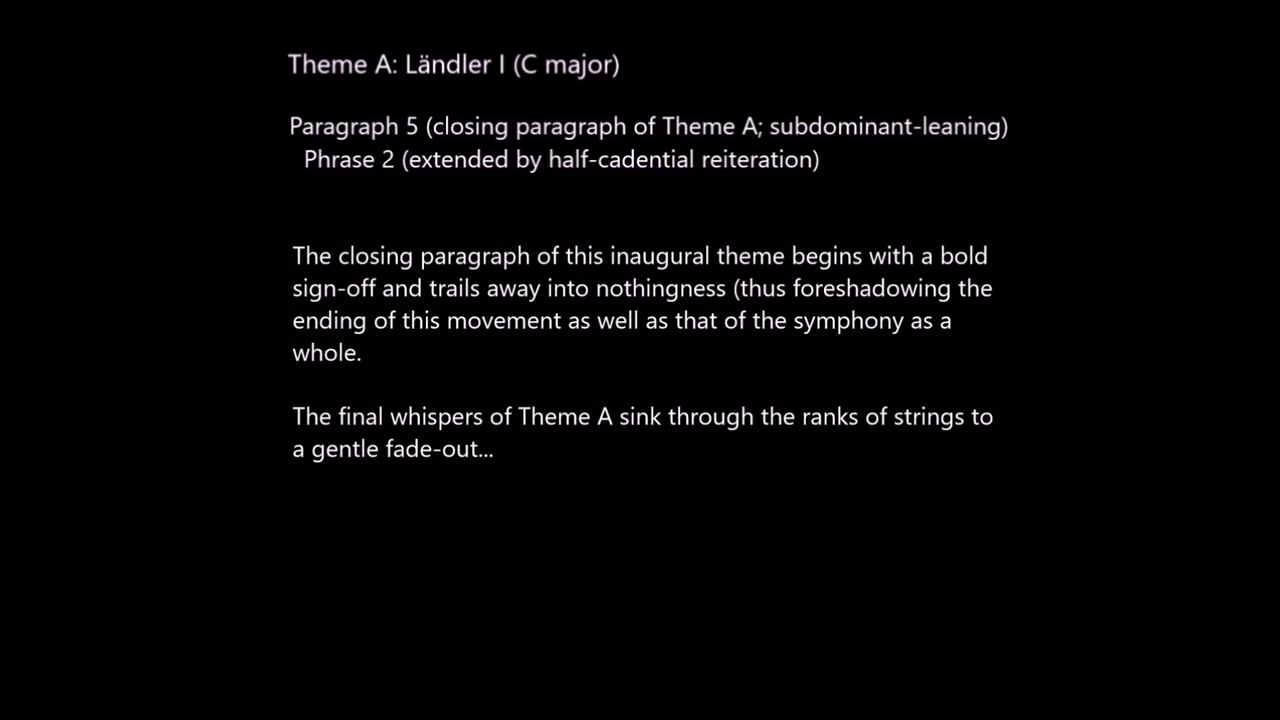 Theme A: Ländler I (C major)
Paragraph 5 (closing paragraph of Theme A; subdominant-leaning)
Phrase 2 (extended by half-cadential reiteration)
The closing paragraph of this inaugural theme begins with a bold
sign-off and trails away into nothingness (thus foreshadowing the
ending of this movement as well as that of the symphony as a
whole.
The final whispers of Theme A sink through the ranks of strings to
a gentle fade-out...